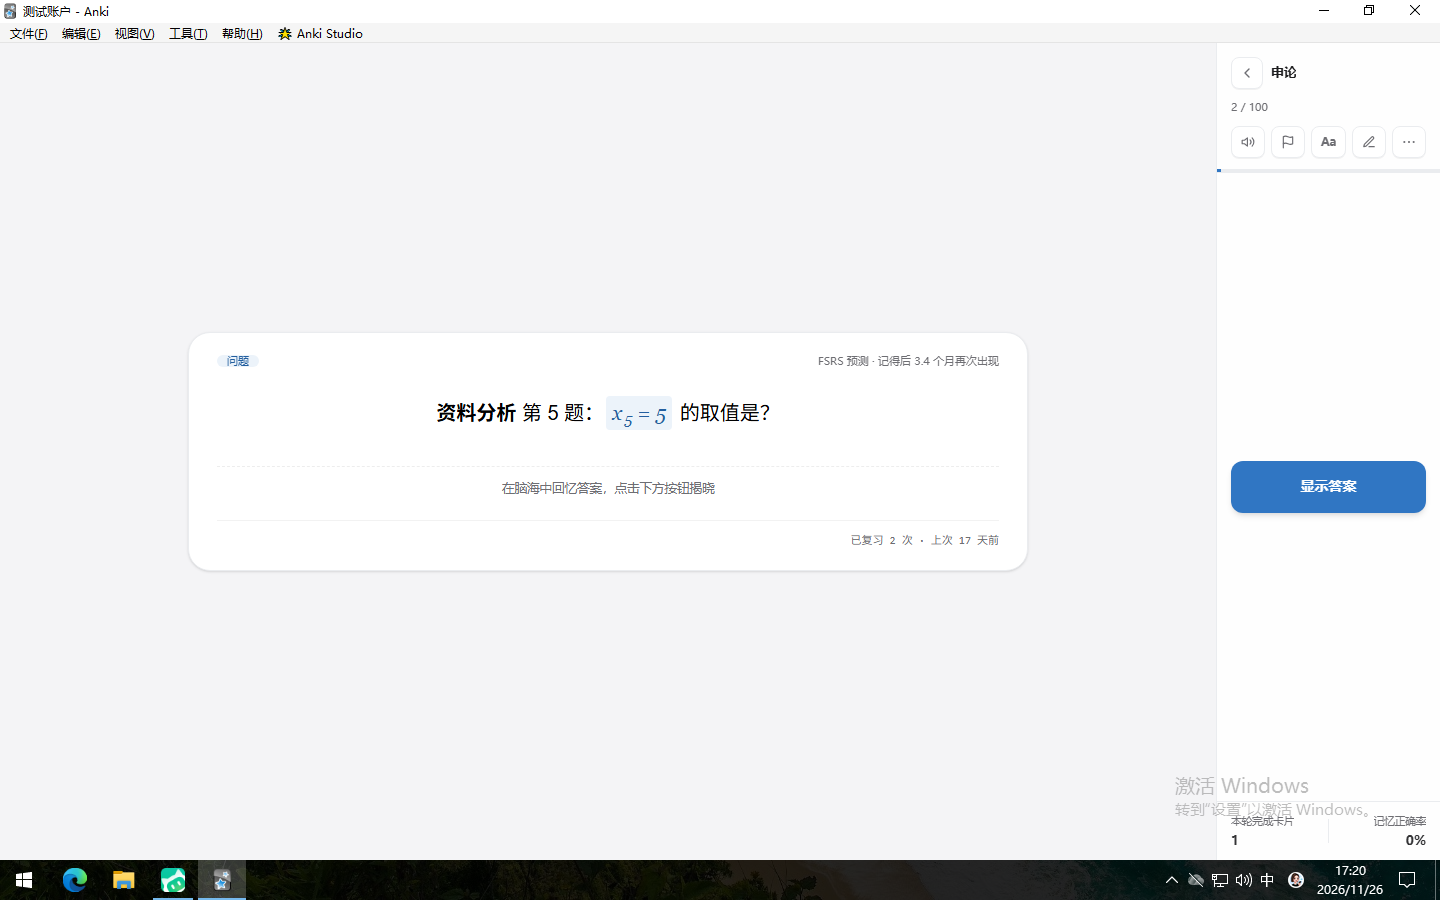 测试账户 - Anki
文件(F) 编辑(E) 视图(V) 工具(T) 帮助(H) Anki Studio
申论
2 / 100
Aa
问题
FSRS 预测 · 记得后 3.4 个月再次出现
资料分析 第 5 题： x5 = 5 的取值是？
在脑海中回忆答案，点击下方按钮揭晓
已复习 2 次 · 上次 17 天前
显示答案
激活 Windows
转到“设置”以激活 Windows。
本轮完成卡片
1
记忆正确率
0%
中
17:20
2026/11/26